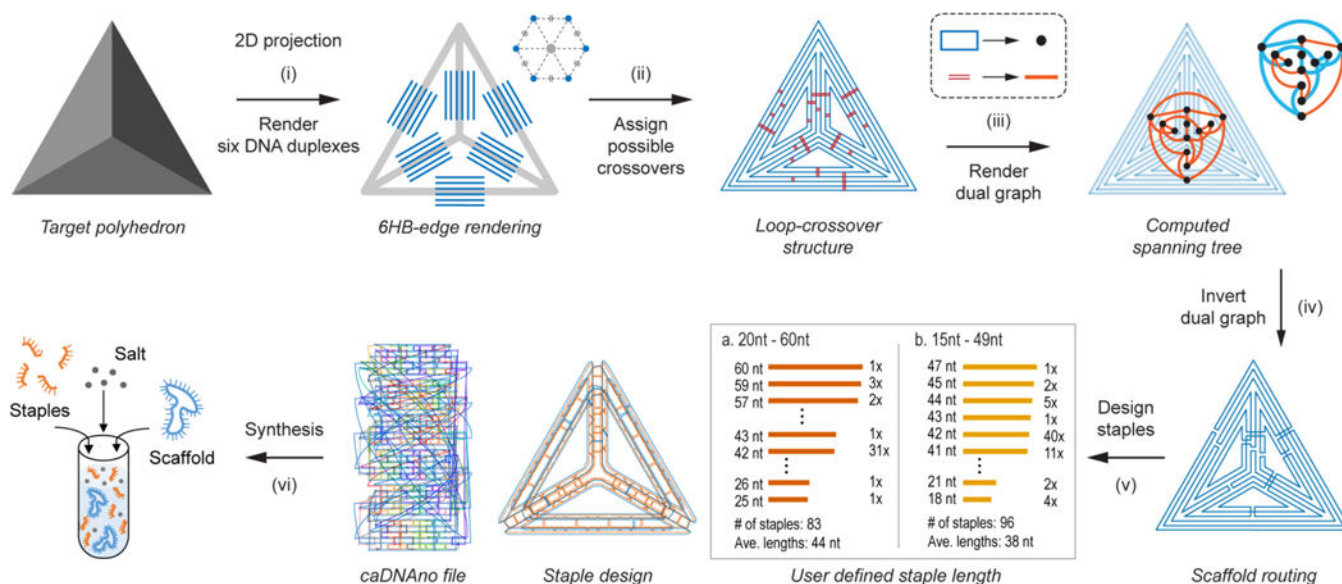 2D projection
(i)
Render
six DNA duplexes
(ii)
Assign
possible
crossovers
(iii)
Render
dual graph
Target polyhedron
6HB-edge rendering
Loop-crossover
structure
Computed
spanning tree
Invert
dual graph
(iv)
Salt
Staples
Scaffold
Synthesis
(vi)
caDNAno file
Staple design
a. 20nt - 60nt
60 nt 1x
59 nt 3x
57 nt 2x
43 nt 1x
42 nt 31x
26 nt 1x
25 nt 1x
# of staples: 83
Ave. lengths: 44 nt
b. 15nt - 49nt
47 nt 1x
45 nt 2x
44 nt 5x
43 nt 1x
42 nt 40x
41 nt 11x
21 nt 2x
18 nt 4x
# of staples: 96
Ave. lengths: 38 nt
User defined staple length
Design
staples
(v)
Scaffold routing